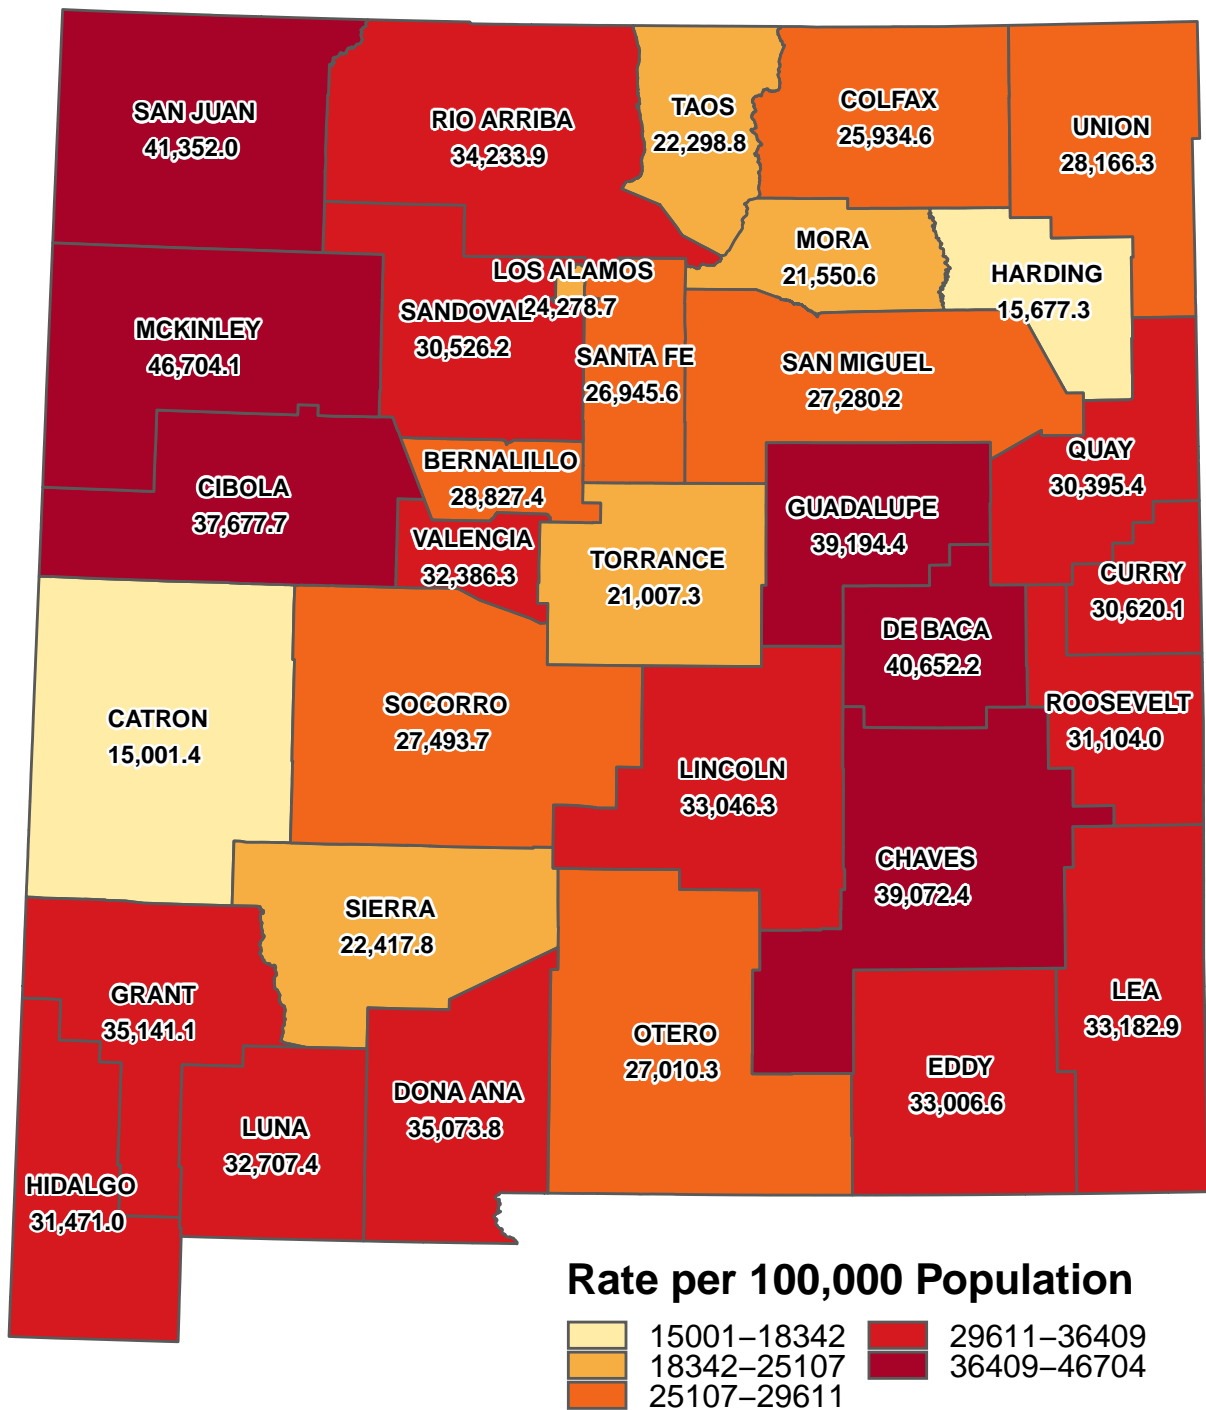 SAN JUAN
41,352.0
RIO ARRIBA
34,233.9
TAOS
22,298.8
COLFAX
25,934.6
UNION
28,166.3
MORA
21,550.6
HARDING
15,677.3
LOS ALAMOS
24,278.7
SANDOVAL
30,526.2
MCKINLEY
46,704.1
SANTA FE
26,945.6
SAN MIGUEL
27,280.2
QUAY
30,395.4
BERNALILLO
28,827.4
CIBOLA
37,677.7
GUADALUPE
39,194.4
VALENCIA
32,386.3
TORRANCE
21,007.3
CURRY
30,620.1
DE BACA
40,652.2
CATRON
15,001.4
SOCORRO
27,493.7
ROOSEVELT
31,104.0
LINCOLN
33,046.3
CHAVES
39,072.4
SIERRA
22,417.8
GRANT
35,141.1
LEA
33,182.9
OTERO
27,010.3
EDDY
33,006.6
DONA ANA
35,073.8
LUNA
32,707.4
HIDALGO
31,471.0
Rate per 100,000 Population
15001–18342
18342–25107
25107–29611
29611–36409
36409–46704